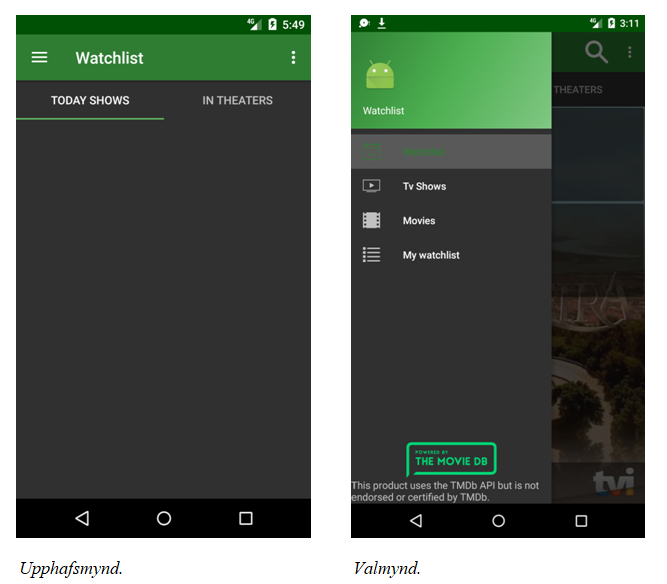 4G 5:49
Watchlist
TODAY SHOWS IN THEATERS
Upphafsmynd.
4G 3:11
Watchlist
THEATERS
Tv Shows
Movies
My watchlist
TRA
POWERED BY
THE MOVIE DB
This product uses the TMDb API but is not
endorsed or certified by TMDb.
tvi
Valmynd.